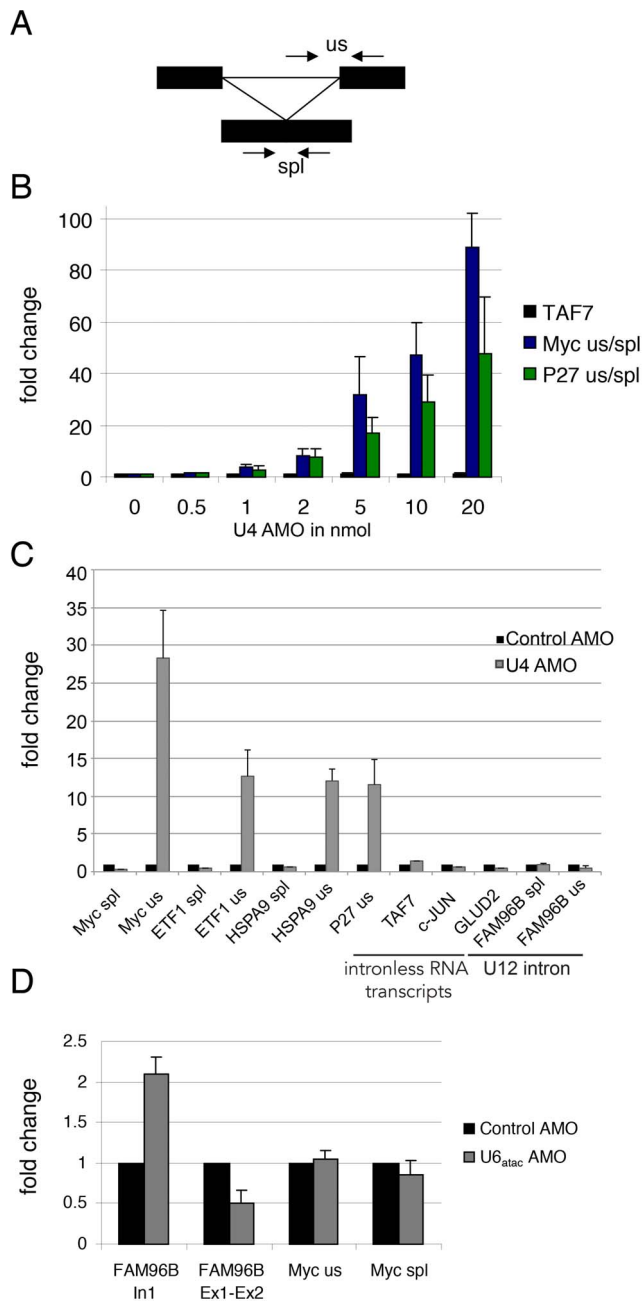 A
us
spl
B
fold change
100
80
60
40
20
0
TAF7
Myc us/spl
P27 us/spl
0 0.5 1 2 5 10 20
U4 AMO in nmol
C
fold change
40
35
30
25
20
15
10
5
0
Control AMO
U4 AMO
Myc spl
Myc us
ETF1 spl
ETF1 us
HSPA9 spl
HSPA9 us
P27 us
TAF7
c-JUN
GLUD2
FAM96B spl
FAM96B us
intronless RNA
transcripts
U12 intron
D
fold change
2.5
2
1.5
1
0.5
0
Control AMO
U6atac AMO
FAM96B
In1
FAM96B
Ex1-Ex2
Myc us
Myc spl